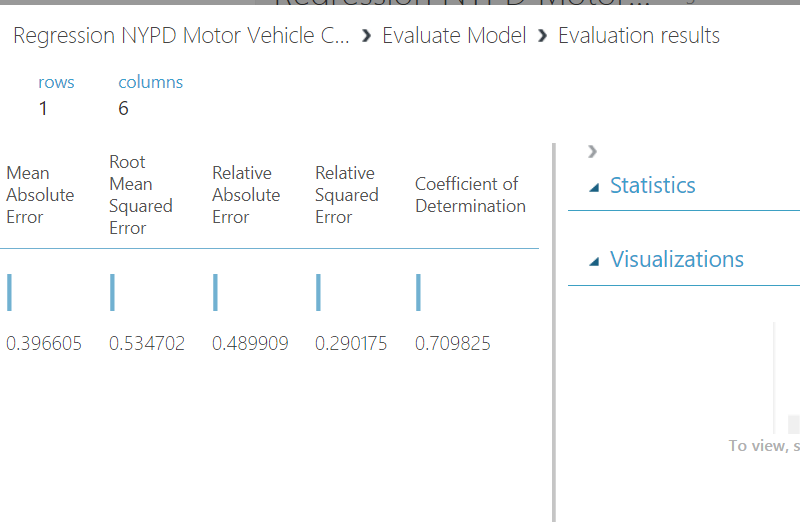 Regression NYPD Motor Vehicle C... › Evaluate Model › Evaluation results
rows
columns
1
6
Mean
Absolute
Error
Root
Mean
Squared
Error
Relative
Absolute
Error
Relative
Squared
Error
Coefficient of
Determination
0.396605
0.534702
0.489909
0.290175
0.709825
Statistics
Visualizations
To view, s